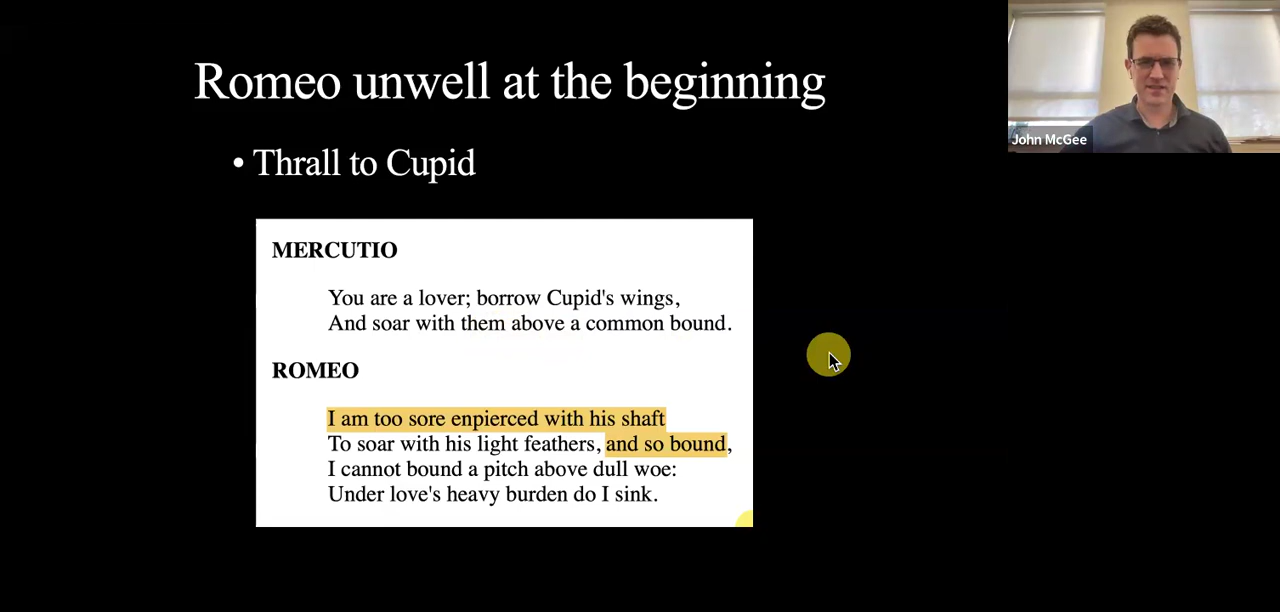 Romeo unwell at the beginning
John McGee
• Thrall to Cupid
MERCUTIO
You are a lover; borrow Cupid's wings,
And soar with them above a common bound.
ROMEO
I am too sore enpierced with his shaft
To soar with his light feathers, and so bound,
I cannot bound a pitch above dull woe:
Under love's heavy burden do I sink.